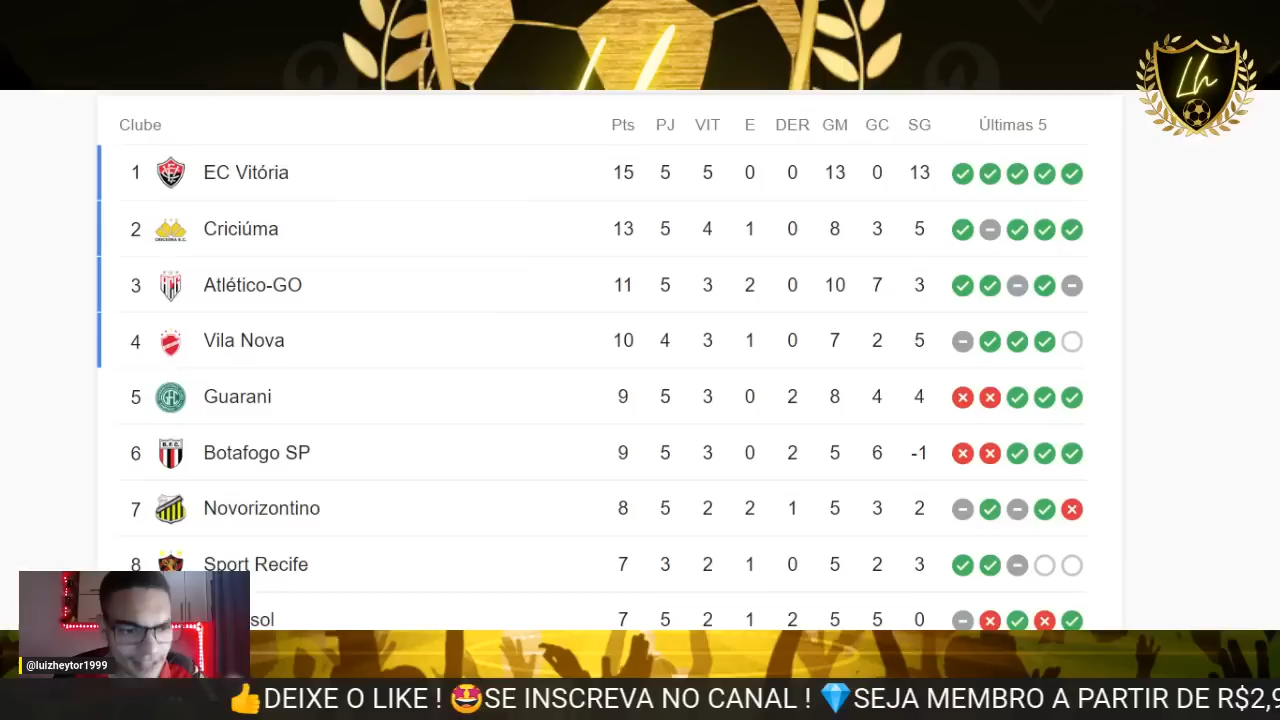 Lh
Clube Pts PJ VIT E DER GM GC SG Últimas 5
1 EC Vitória 15 5 5 0 0 13 0 13
2 Criciúma 13 5 4 1 0 8 3 5
3 Atlético-GO 11 5 3 2 0 10 7 3
4 Vila Nova 10 4 3 1 0 7 2 5
5 Guarani 9 5 3 0 2 8 4 4
6 Botafogo SP 9 5 3 0 2 5 6 -1
7 Novorizontino 8 5 2 2 1 5 3 2
8 Sport Recife 7 3 2 1 0 5 2 3
sol 7 5 2 1 2 5 5 0
@luizheytor1999
👍DEIXE O LIKE ! 🤩SE INSCREVA NO CANAL ! 💎SEJA MEMBRO A PARTIR DE R$2,9